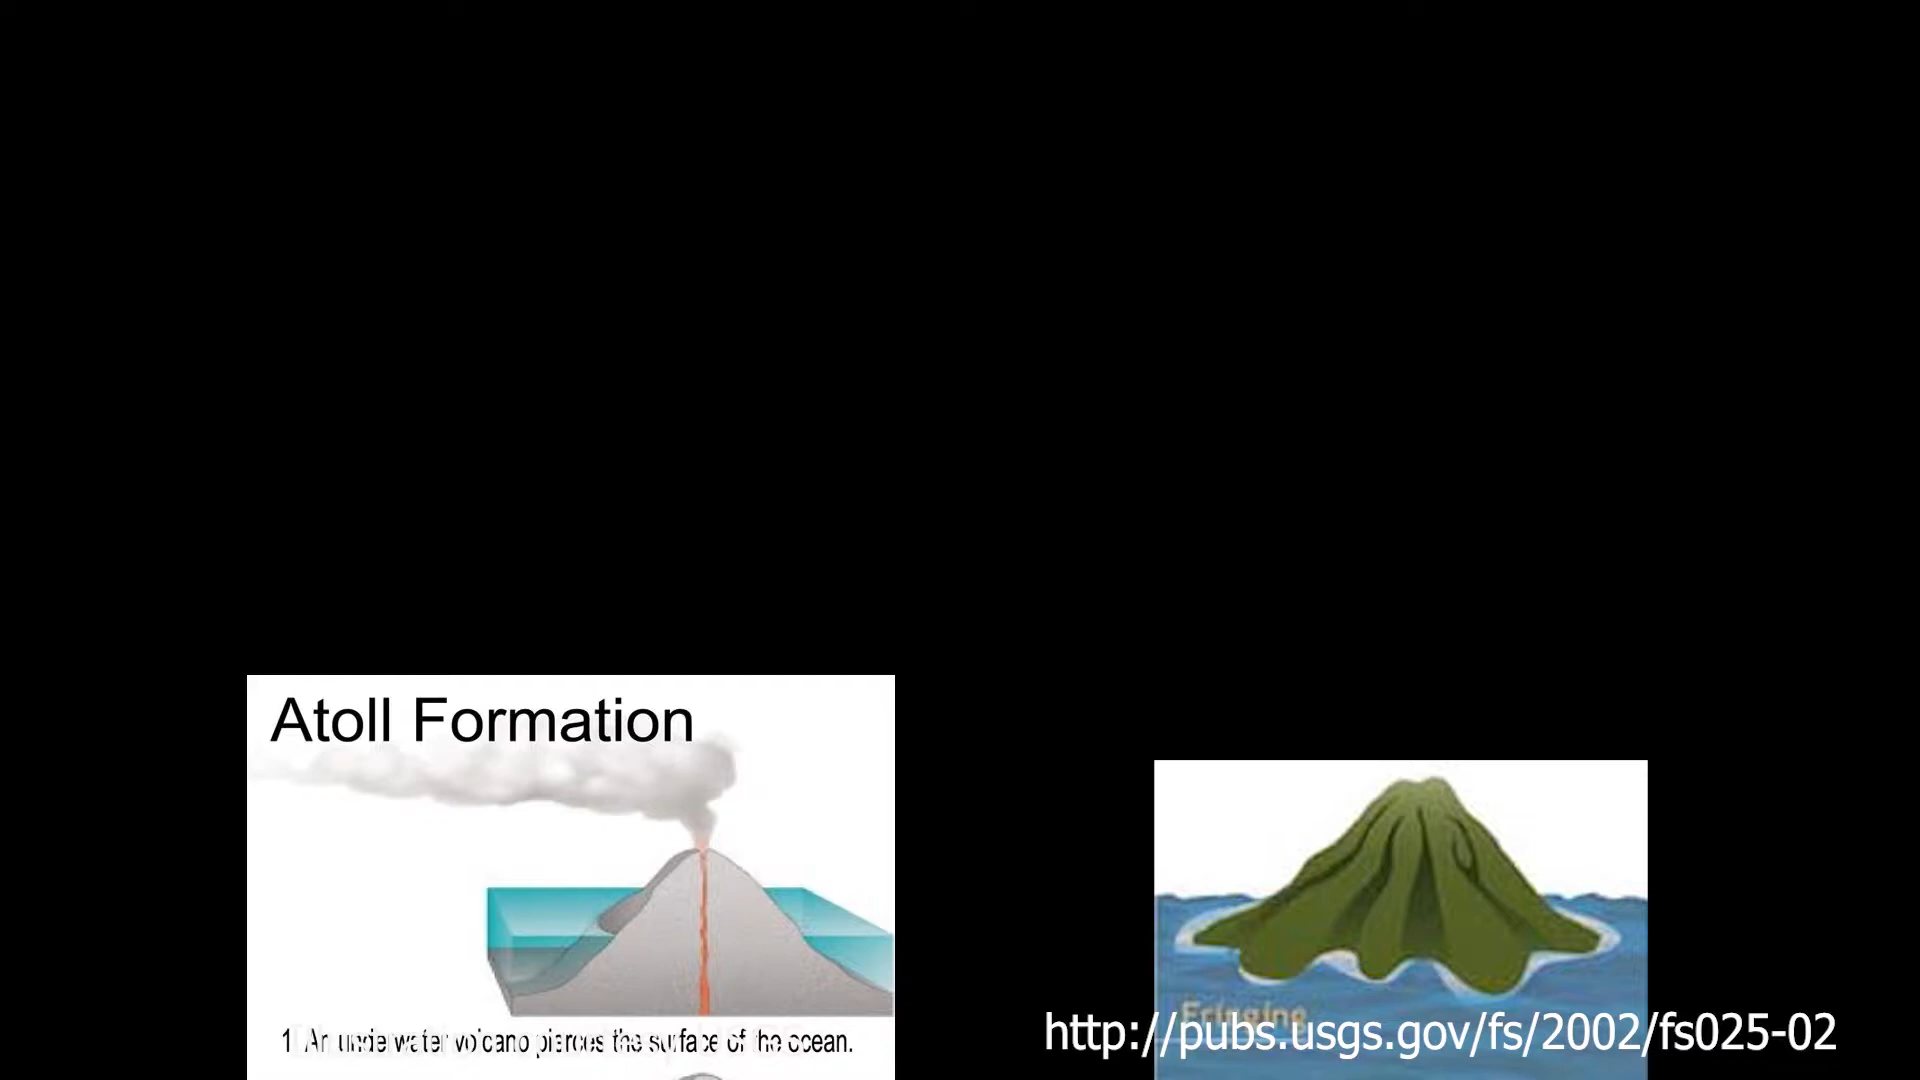 Atoll Formation
1. An underwater volcano pierces the surface of the ocean.
Fringing
http://pubs.usgs.gov/fs/2002/fs025-02